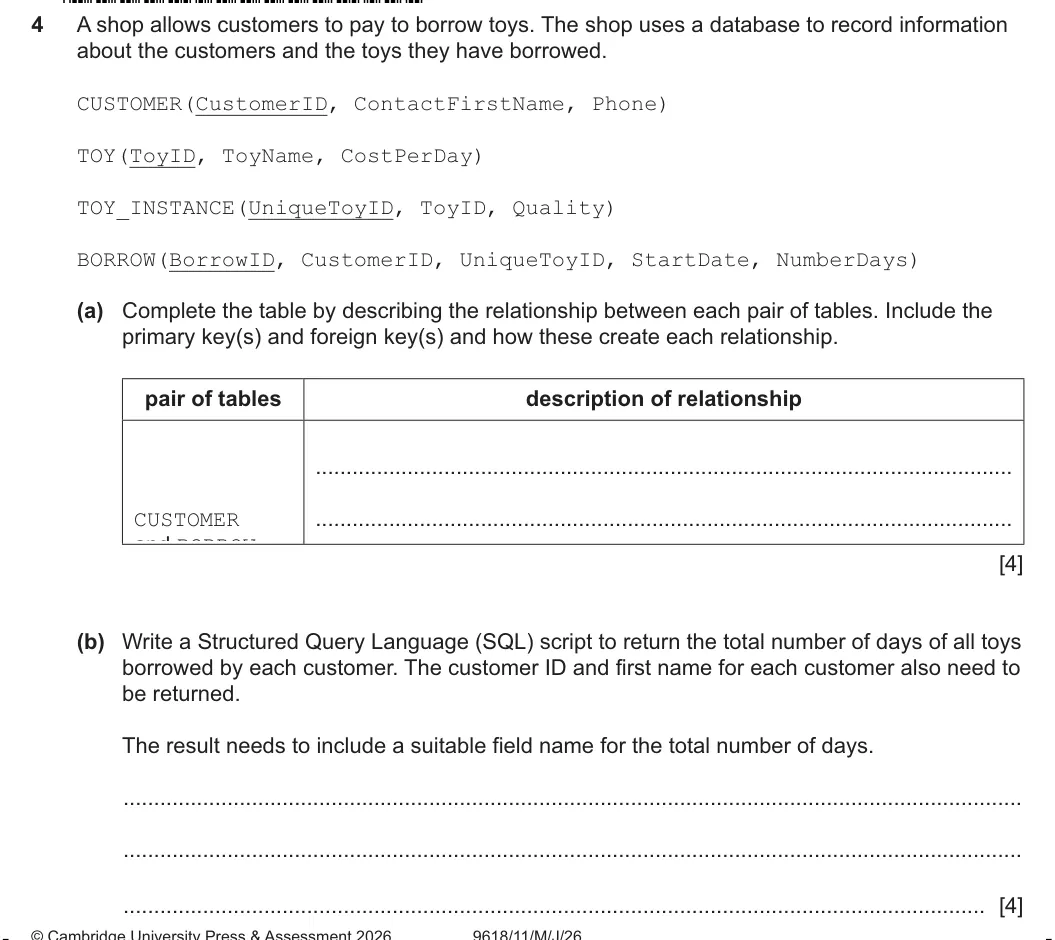 4 A shop allows customers to pay to borrow toys. The shop uses a database to record information
about the customers and the toys they have borrowed.
CUSTOMER(CustomerID, ContactFirstName, Phone)
TOY(ToyID, ToyName, CostPerDay)
TOY_INSTANCE(UniqueToyID, ToyID, Quality)
BORROW(BorrowID, CustomerID, UniqueToyID, StartDate, NumberDays)
(a) Complete the table by describing the relationship between each pair of tables. Include the
primary key(s) and foreign key(s) and how these create each relationship.
pair of tables description of relationship
CUSTOMER
and BORROW
[4]
(b) Write a Structured Query Language (SQL) script to return the total number of days of all toys
borrowed by each customer. The customer ID and first name for each customer also need to
be returned.
The result needs to include a suitable field name for the total number of days.
[4]
© Cambridge University Press & Assessment 2026 9618/11/M/J/26